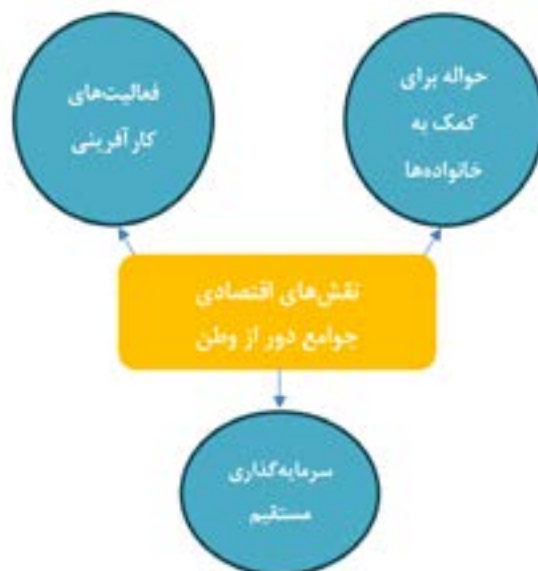 حواله برای
کمک به
خانواده‌ها
فعالیت‌های
کارآفرینی
نقش‌های اقتصادی
جوامع دور از وطن
سرمایه‌گذاری
مستقیم